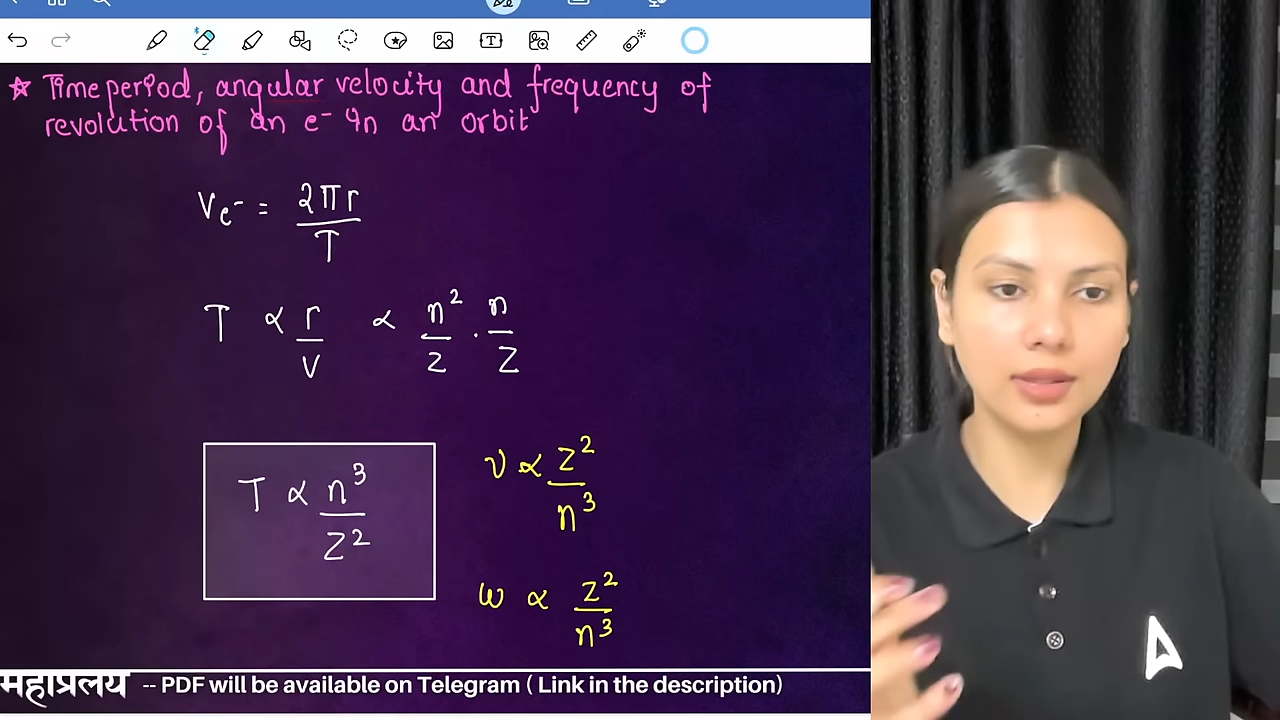 ☆ Time period, angular velocity and frequency of
revolution of an e⁻ in an orbit
Ve⁻ = 2πr / T
T ∝ r / v ∝ n² / z · n / z
T ∝ n³ / z²
ν ∝ z² / n³
ω ∝ z² / n³
महाप्रलय -- PDF will be available on Telegram ( Link in the description)